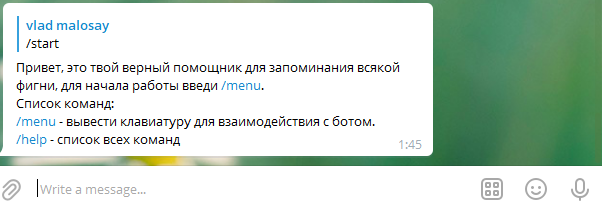 vlad malosay
/start
Привет, это твой верный помощник для запоминания всякой
фигни, для начала работы введи /menu.
Список команд:
/menu - вывести клавиатуру для взаимодействия с ботом.
/help - список всех команд
1:45
Write a message...